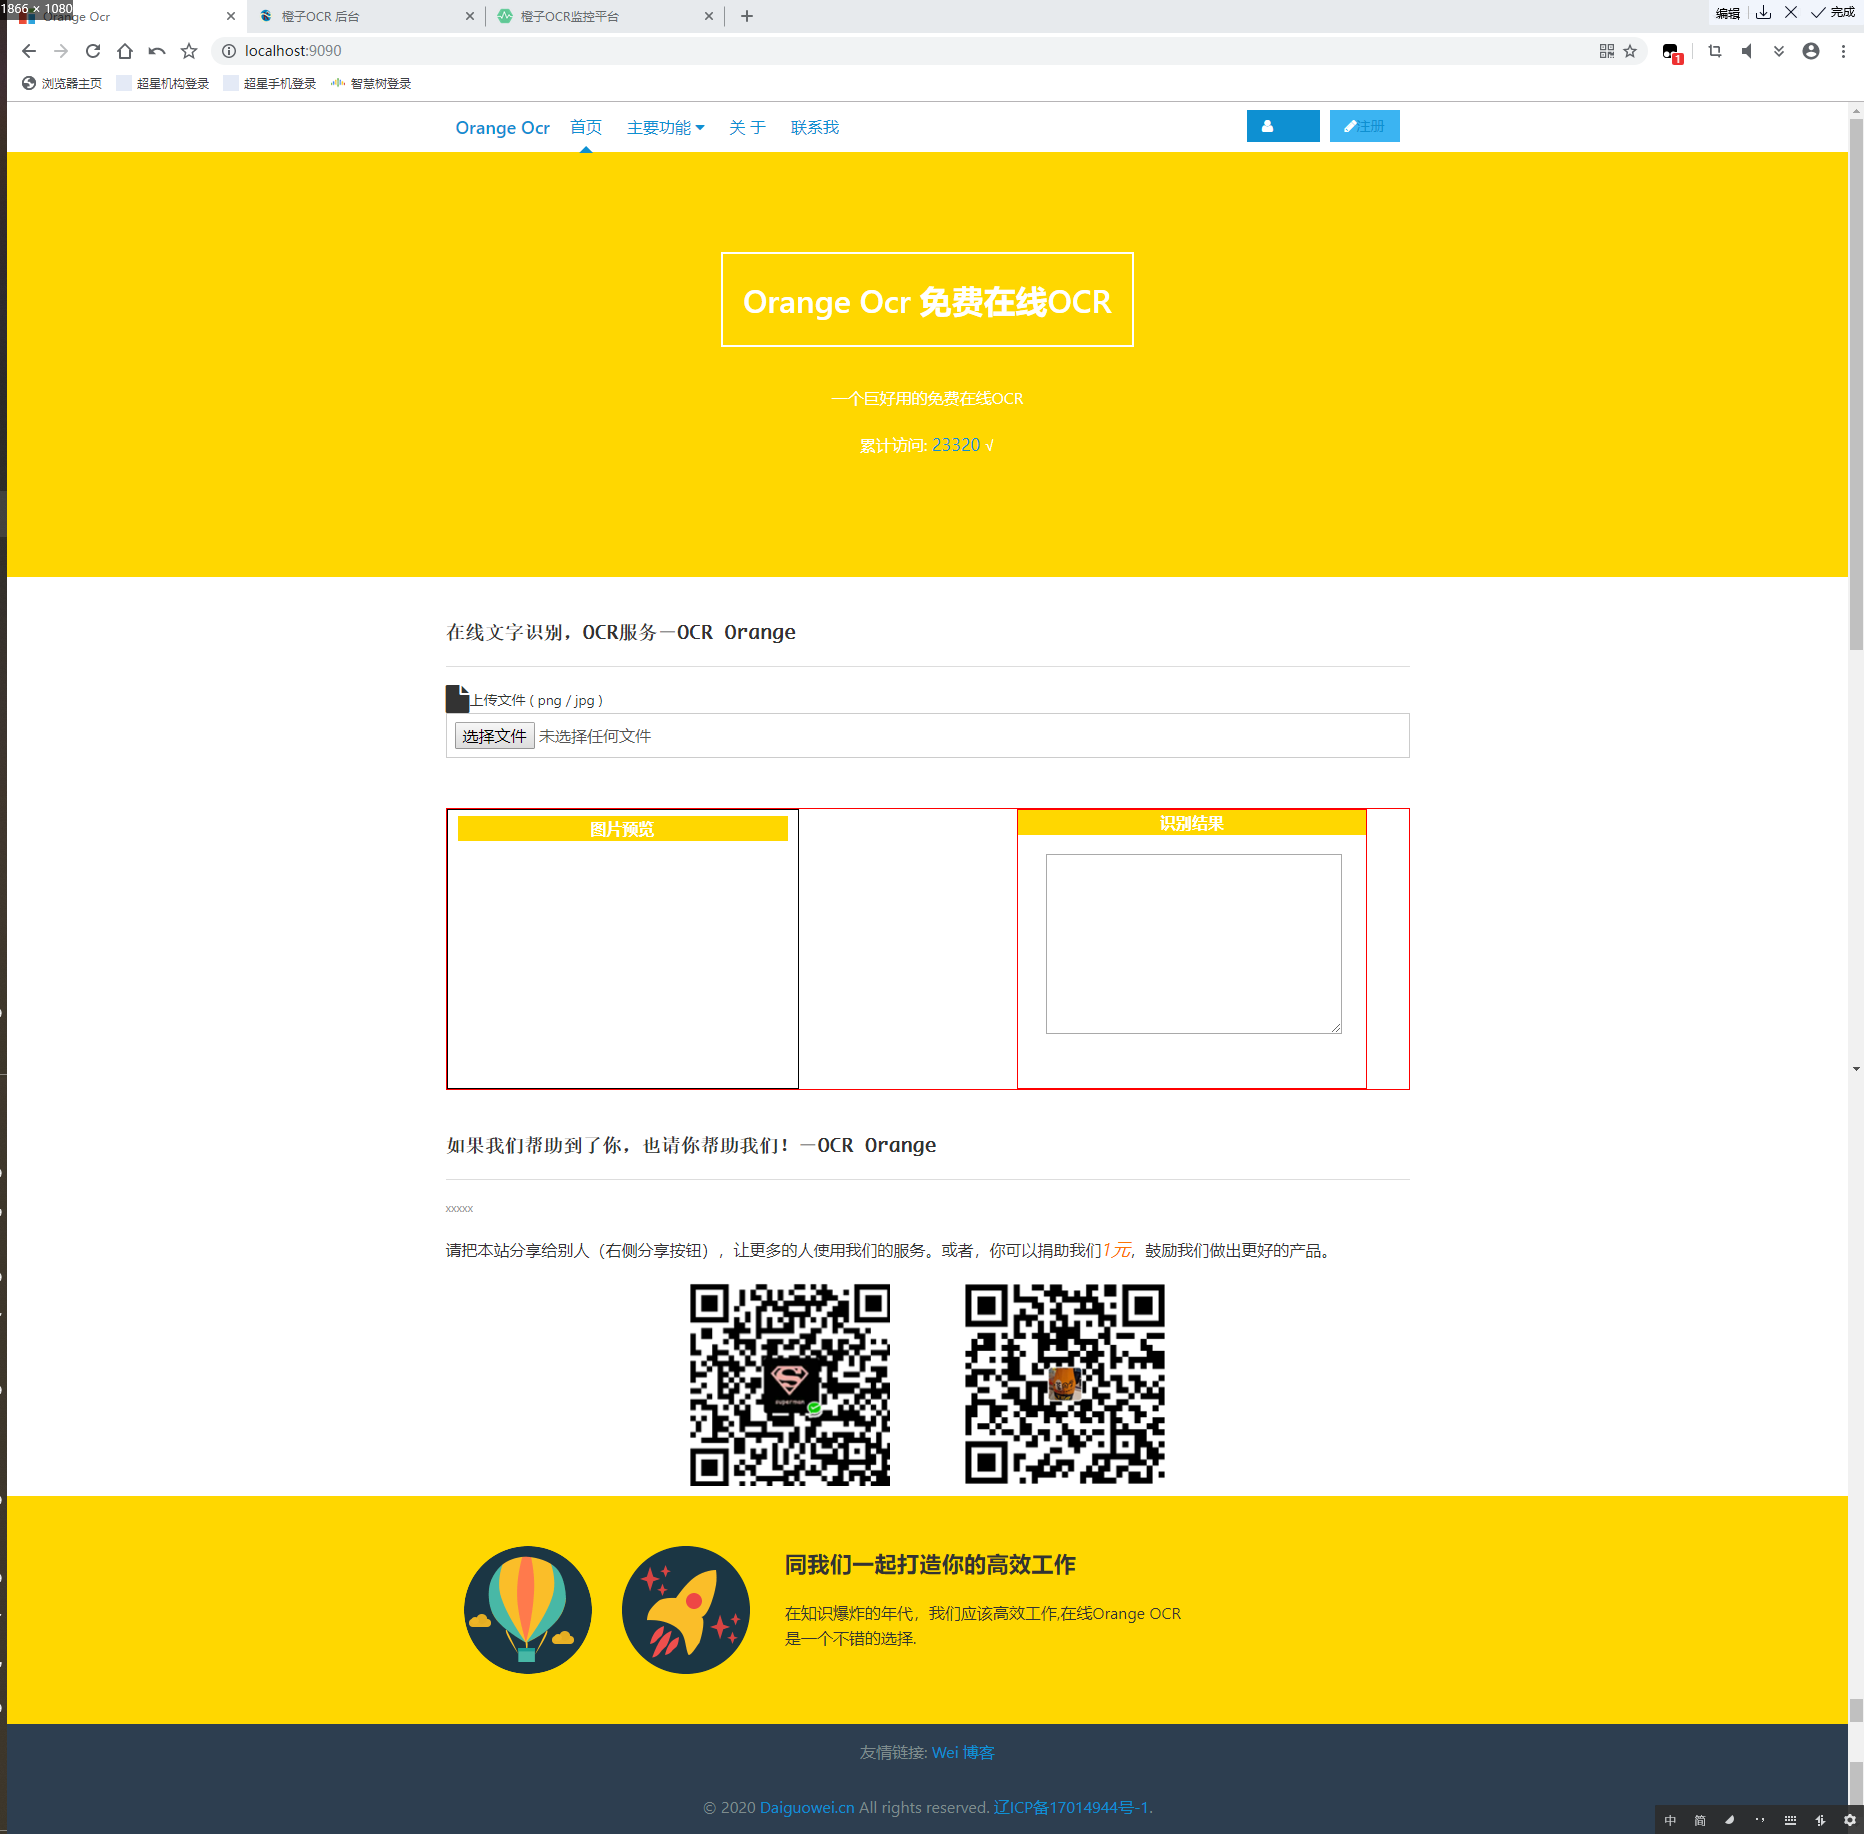 1866 × 1080
Orange Ocr
橙子OCR 后台
橙子OCR监控平台
编辑
完成
localhost:9090
1
浏览器主页
超星机构登录
超星手机登录
智慧树登录
Orange Ocr
首页
主要功能
关 于
联系我
注册
Orange Ocr 免费在线OCR
一个巨好用的免费在线OCR
累计访问: 23320 √
在线文字识别，OCR服务—OCR Orange
上传文件 ( png / jpg )
选择文件 未选择任何文件
图片预览
识别结果
如果我们帮助到了你，也请你帮助我们！—OCR Orange
xxxxx
请把本站分享给别人（右侧分享按钮），让更多的人使用我们的服务。或者，你可以捐助我们1元，鼓励我们做出更好的产品。
superman
同我们一起打造你的高效工作
在知识爆炸的年代，我们应该高效工作,在线Orange OCR
是一个不错的选择.
友情链接: Wei 博客
© 2020 Daiguowei.cn All rights reserved. 辽ICP备17014944号-1.
中 简